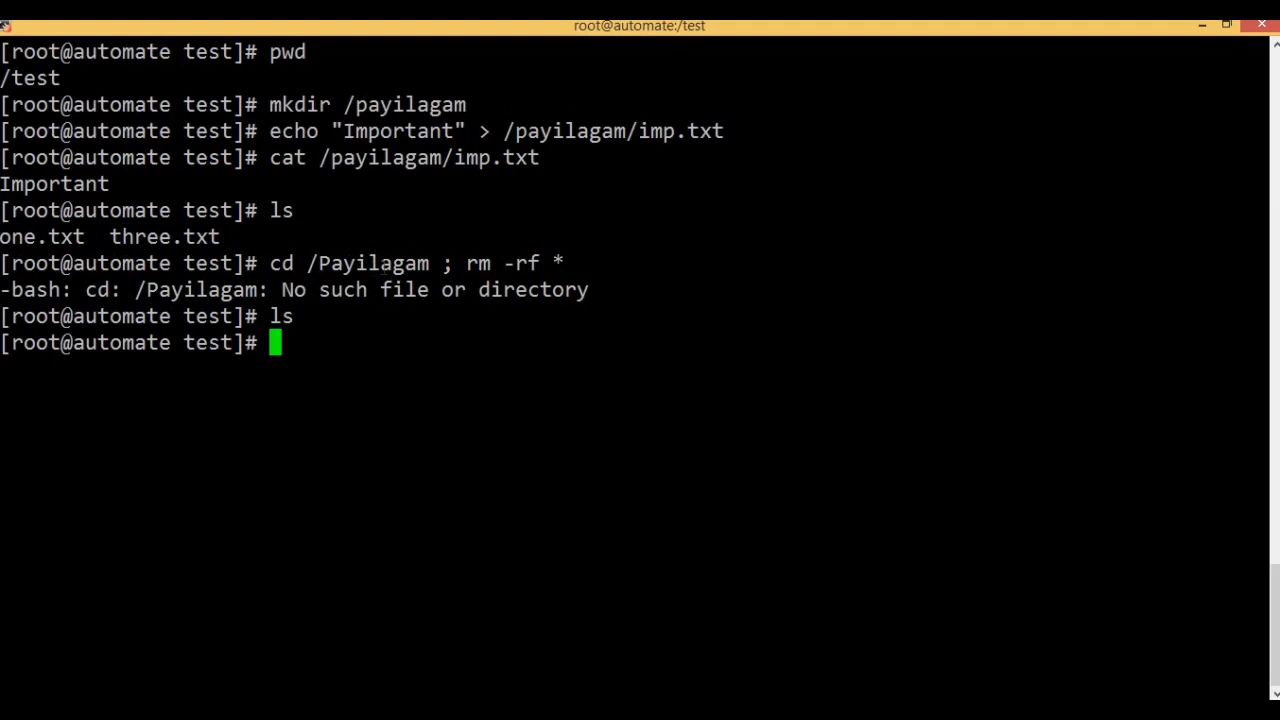 root@automate:/test
[root@automate test]# pwd
/test
[root@automate test]# mkdir /payilagam
[root@automate test]# echo "Important" > /payilagam/imp.txt
[root@automate test]# cat /payilagam/imp.txt
Important
[root@automate test]# ls
one.txt  three.txt
[root@automate test]# cd /Payilagam ; rm -rf *
-bash: cd: /Payilagam: No such file or directory
[root@automate test]# ls
[root@automate test]#